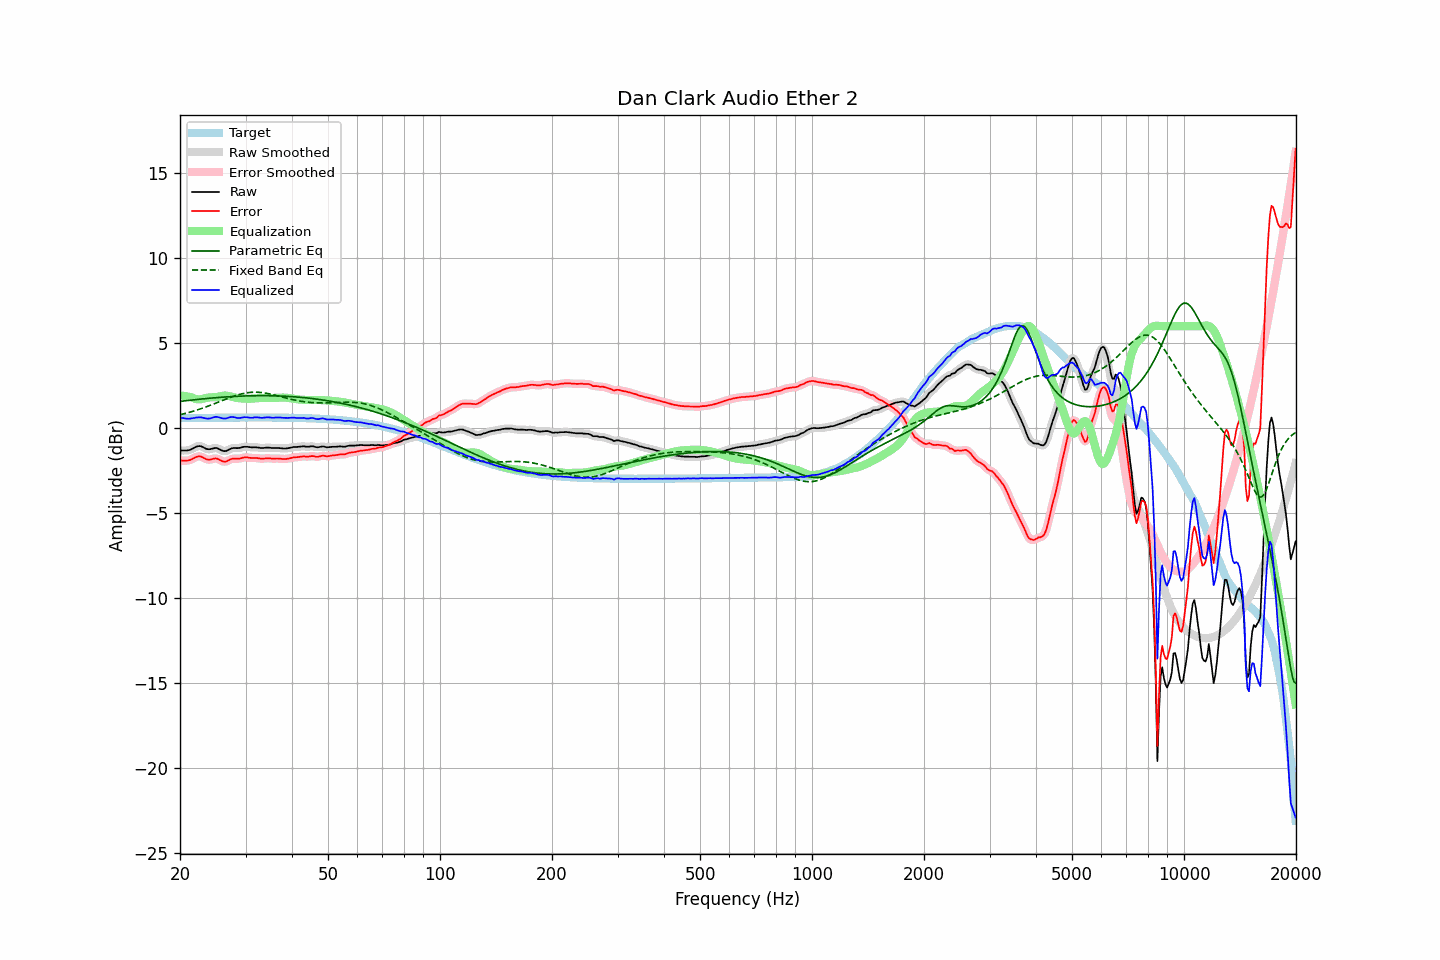 Dan Clark Audio Ether 2
Target
Raw Smoothed
Error Smoothed
Raw
Error
Equalization
Parametric Eq
Fixed Band Eq
Equalized
15
10
5
0
−5
−10
−15
−20
−25
Amplitude (dBr)
20 50 100 200 500 1000 2000 5000 10000 20000
Frequency (Hz)